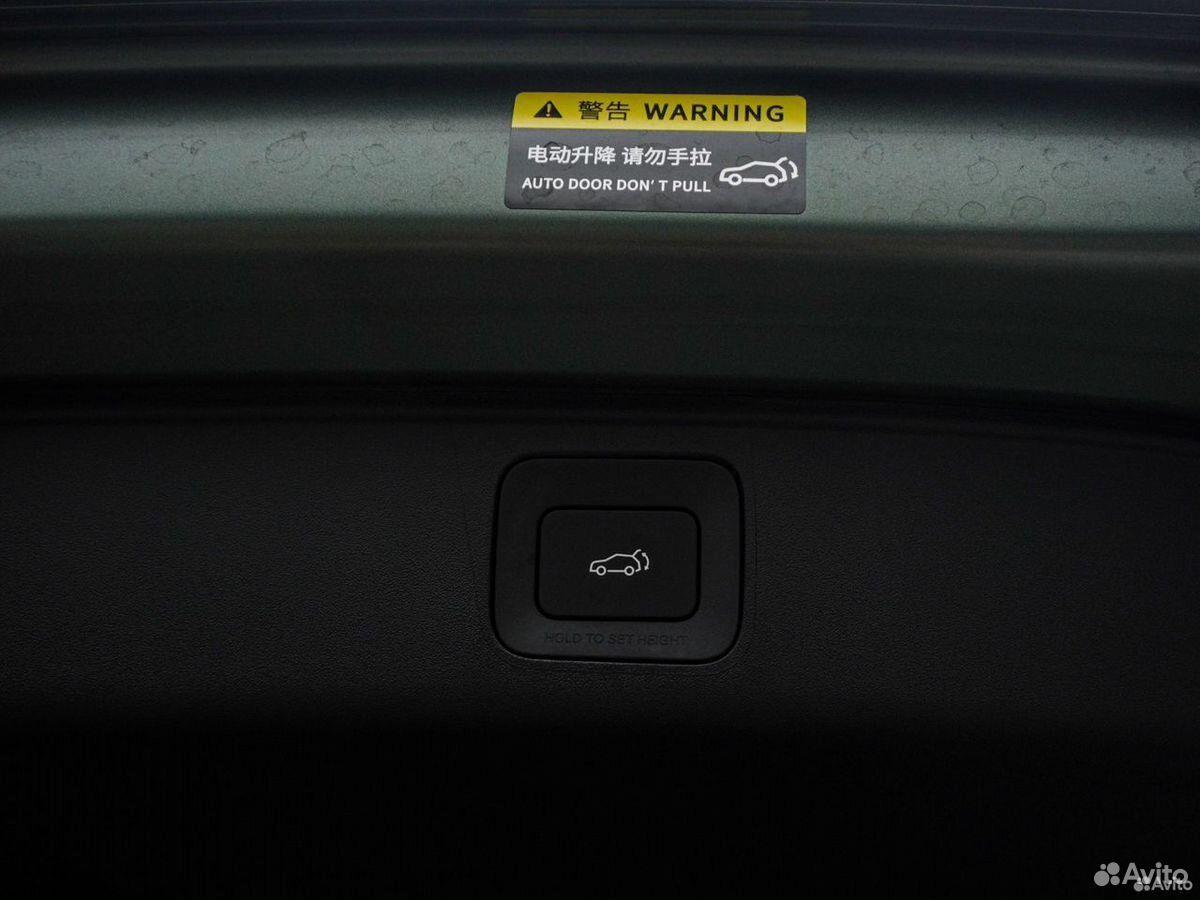 警告 WARNING
电动升降 请勿手拉
AUTO DOOR DON'T PULL
HOLD TO SET HEIGHT
Avito
Avito